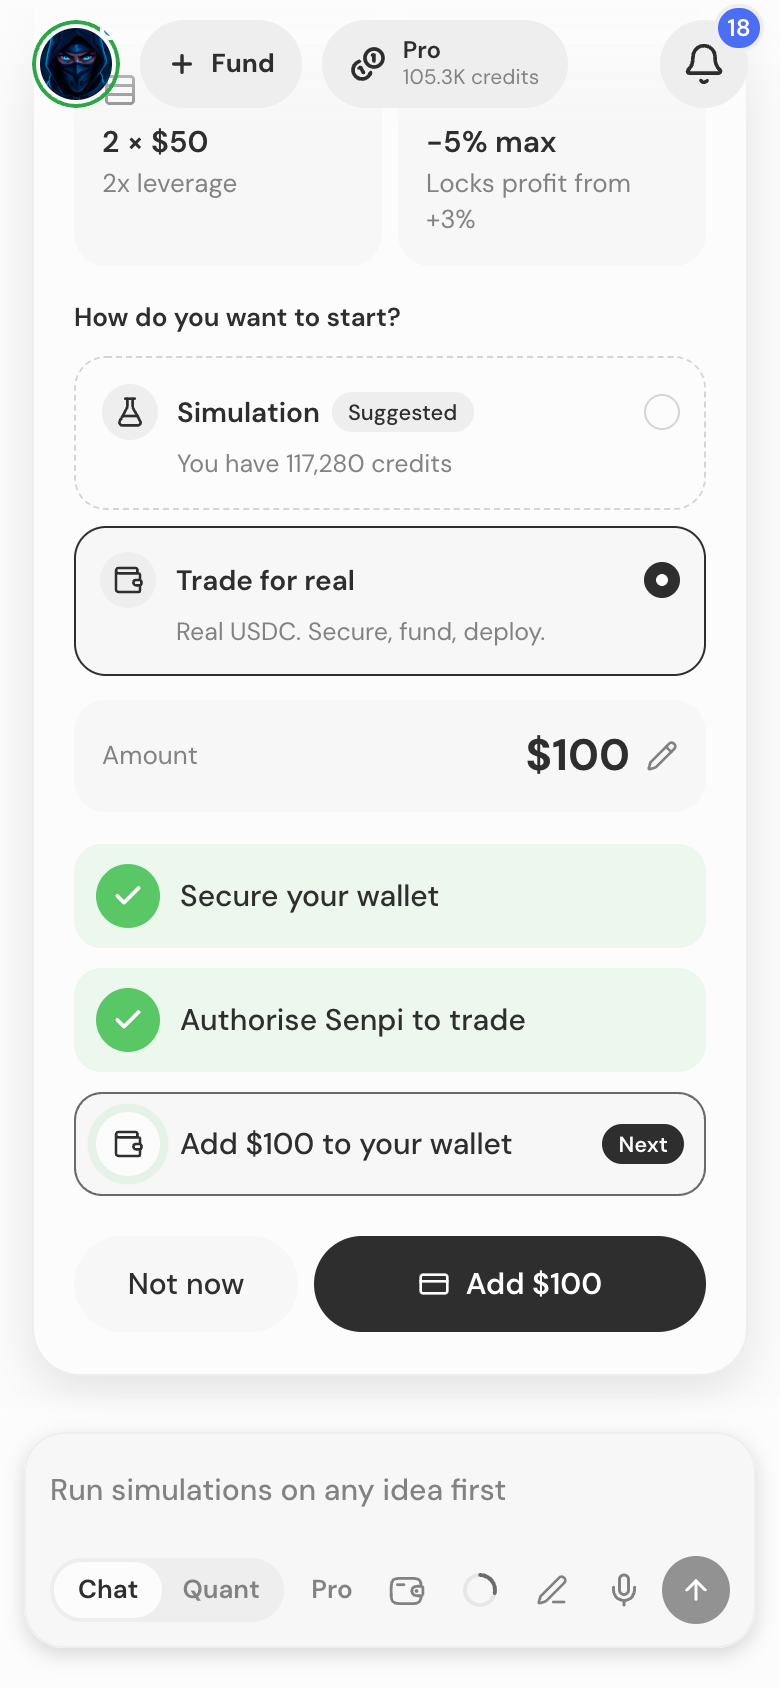 18
+ Fund
Pro
105.3K credits
2 × $50
2x leverage
-5% max
Locks profit from
+3%
How do you want to start?
Simulation
Suggested
You have 117,280 credits
Trade for real
Real USDC. Secure, fund, deploy.
Amount
$100
Secure your wallet
Authorise Senpi to trade
Add $100 to your wallet
Next
Not now
Add $100
Run simulations on any idea first
Chat
Quant
Pro